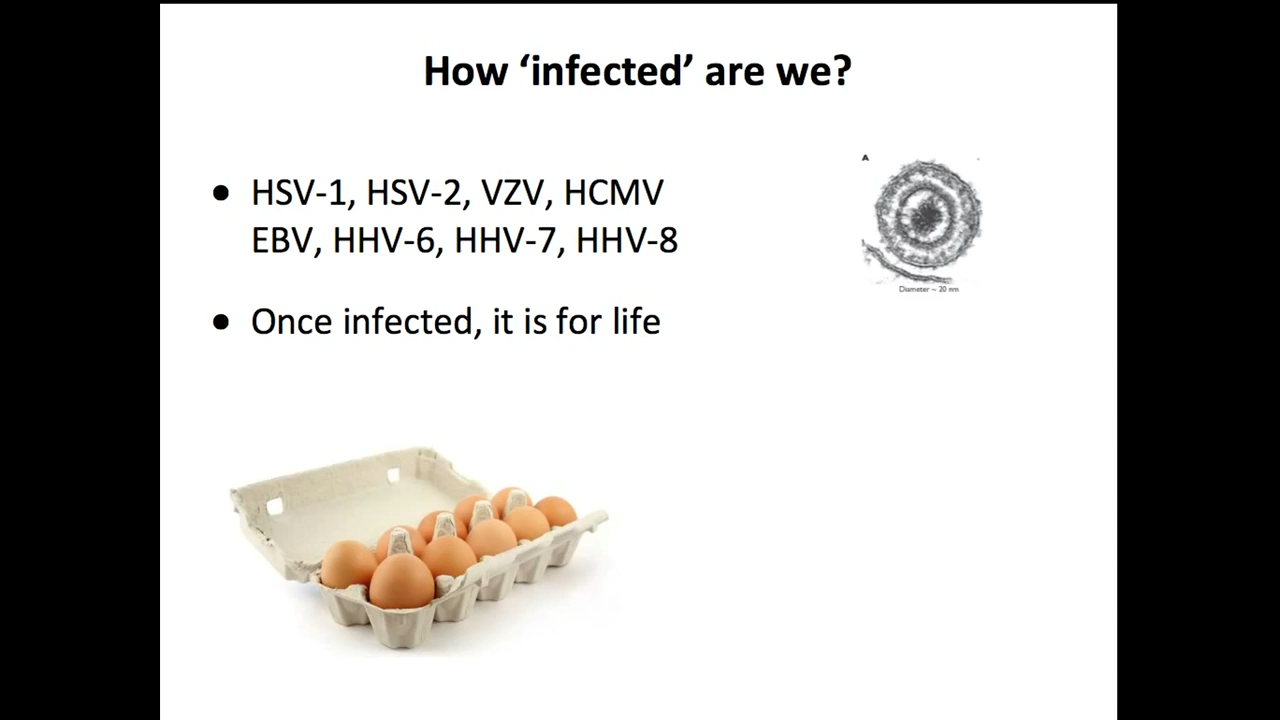 How ‘infected’ are we?
• HSV-1, HSV-2, VZV, HCMV
EBV, HHV-6, HHV-7, HHV-8
• Once infected, it is for life
A
Diameter ~ 20 nm